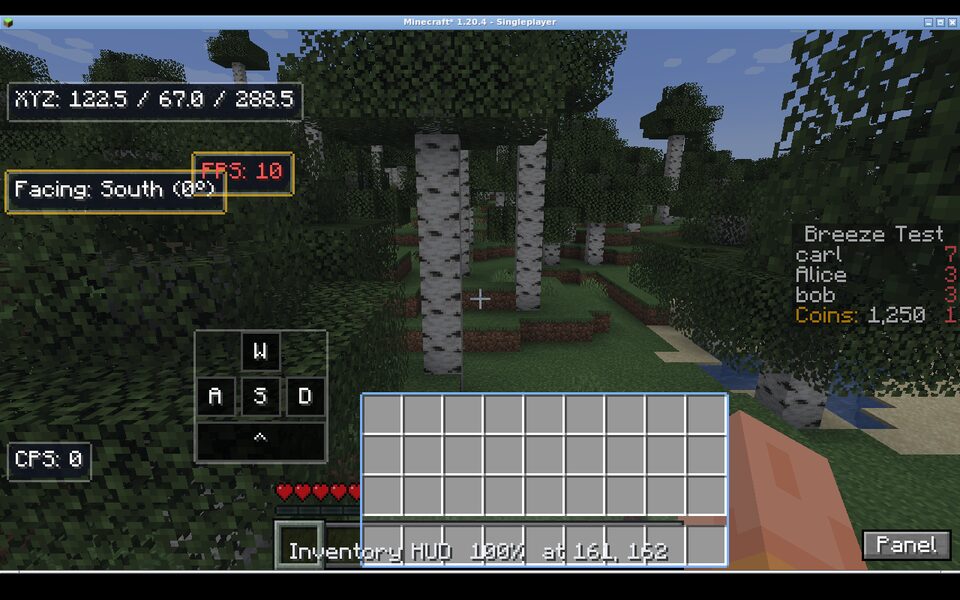 Minecraft* 1.20.4 - Singleplayer
XYZ: 122.5 / 67.0 / 288.5
FPS: 10
Facing: South (0°)
Breeze Test
carl 7
Alice 3
bob 3
Coins: 1,250 1
W
A S D
^
CPS: 0
Inventory HUD 100% at 161, 162
Panel